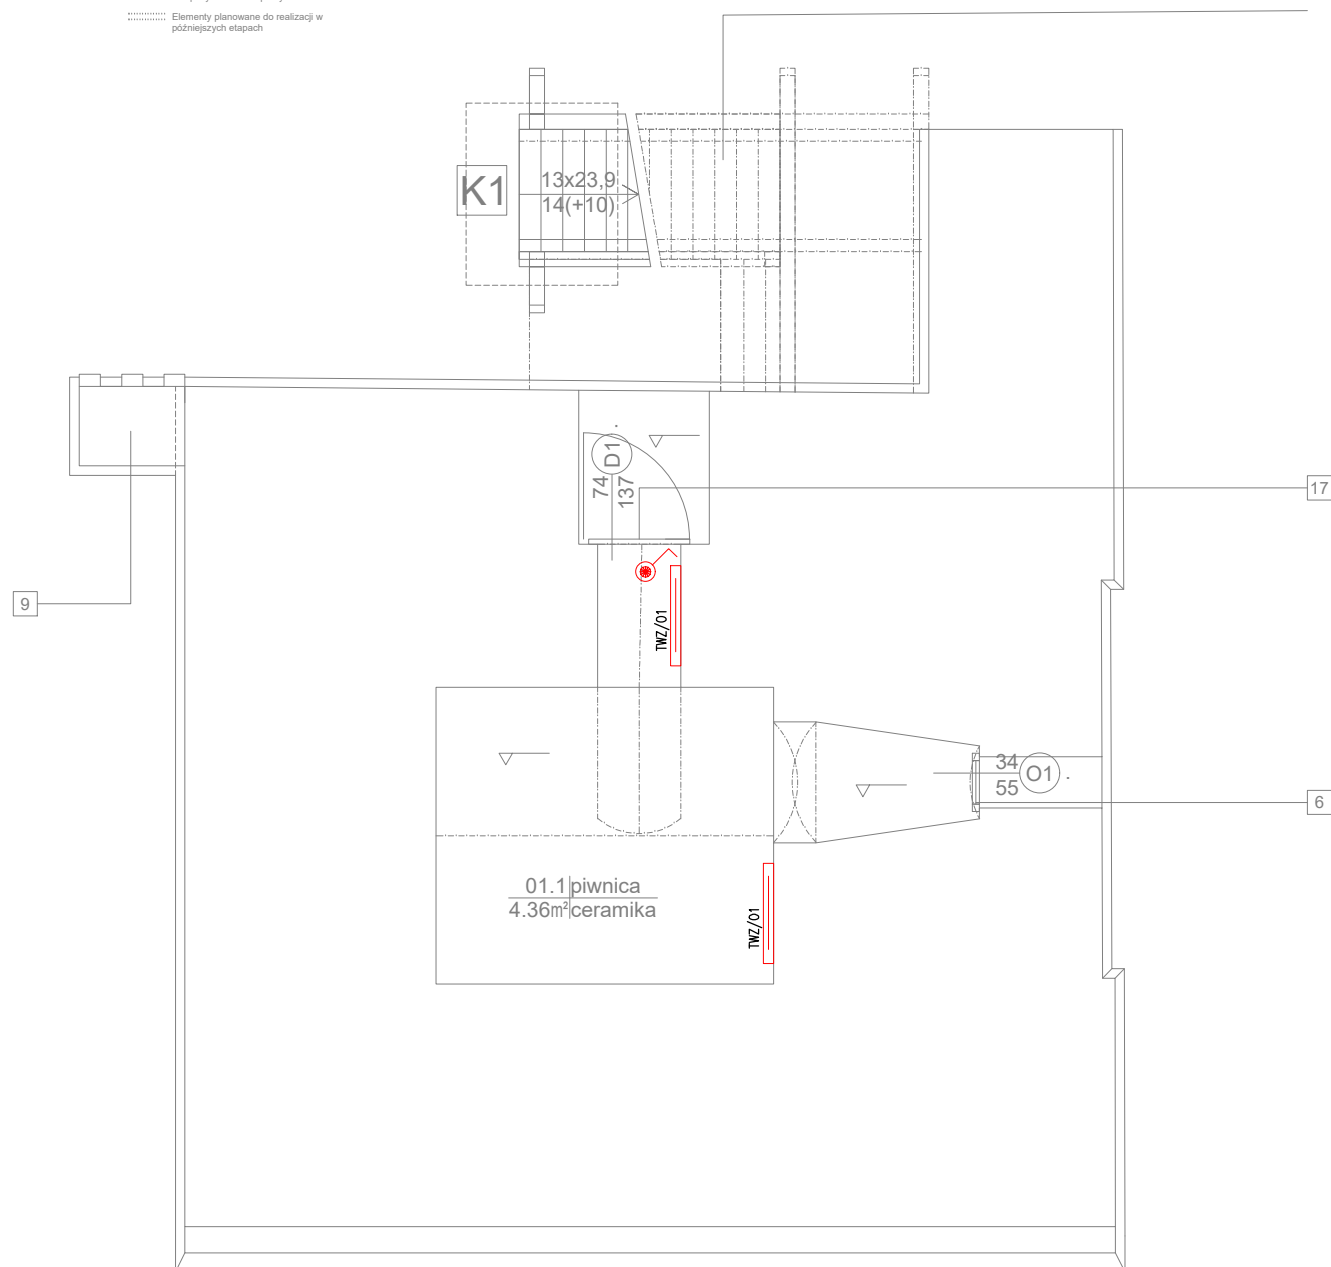 Elementy planowane do realizacji w
późniejszych etapach
K1
13x23,9
14(+10)
D1
74
137
17
9
TWZ/01
34
55
O1
6
01.1 piwnica
4.36m² ceramika
TWZ/01